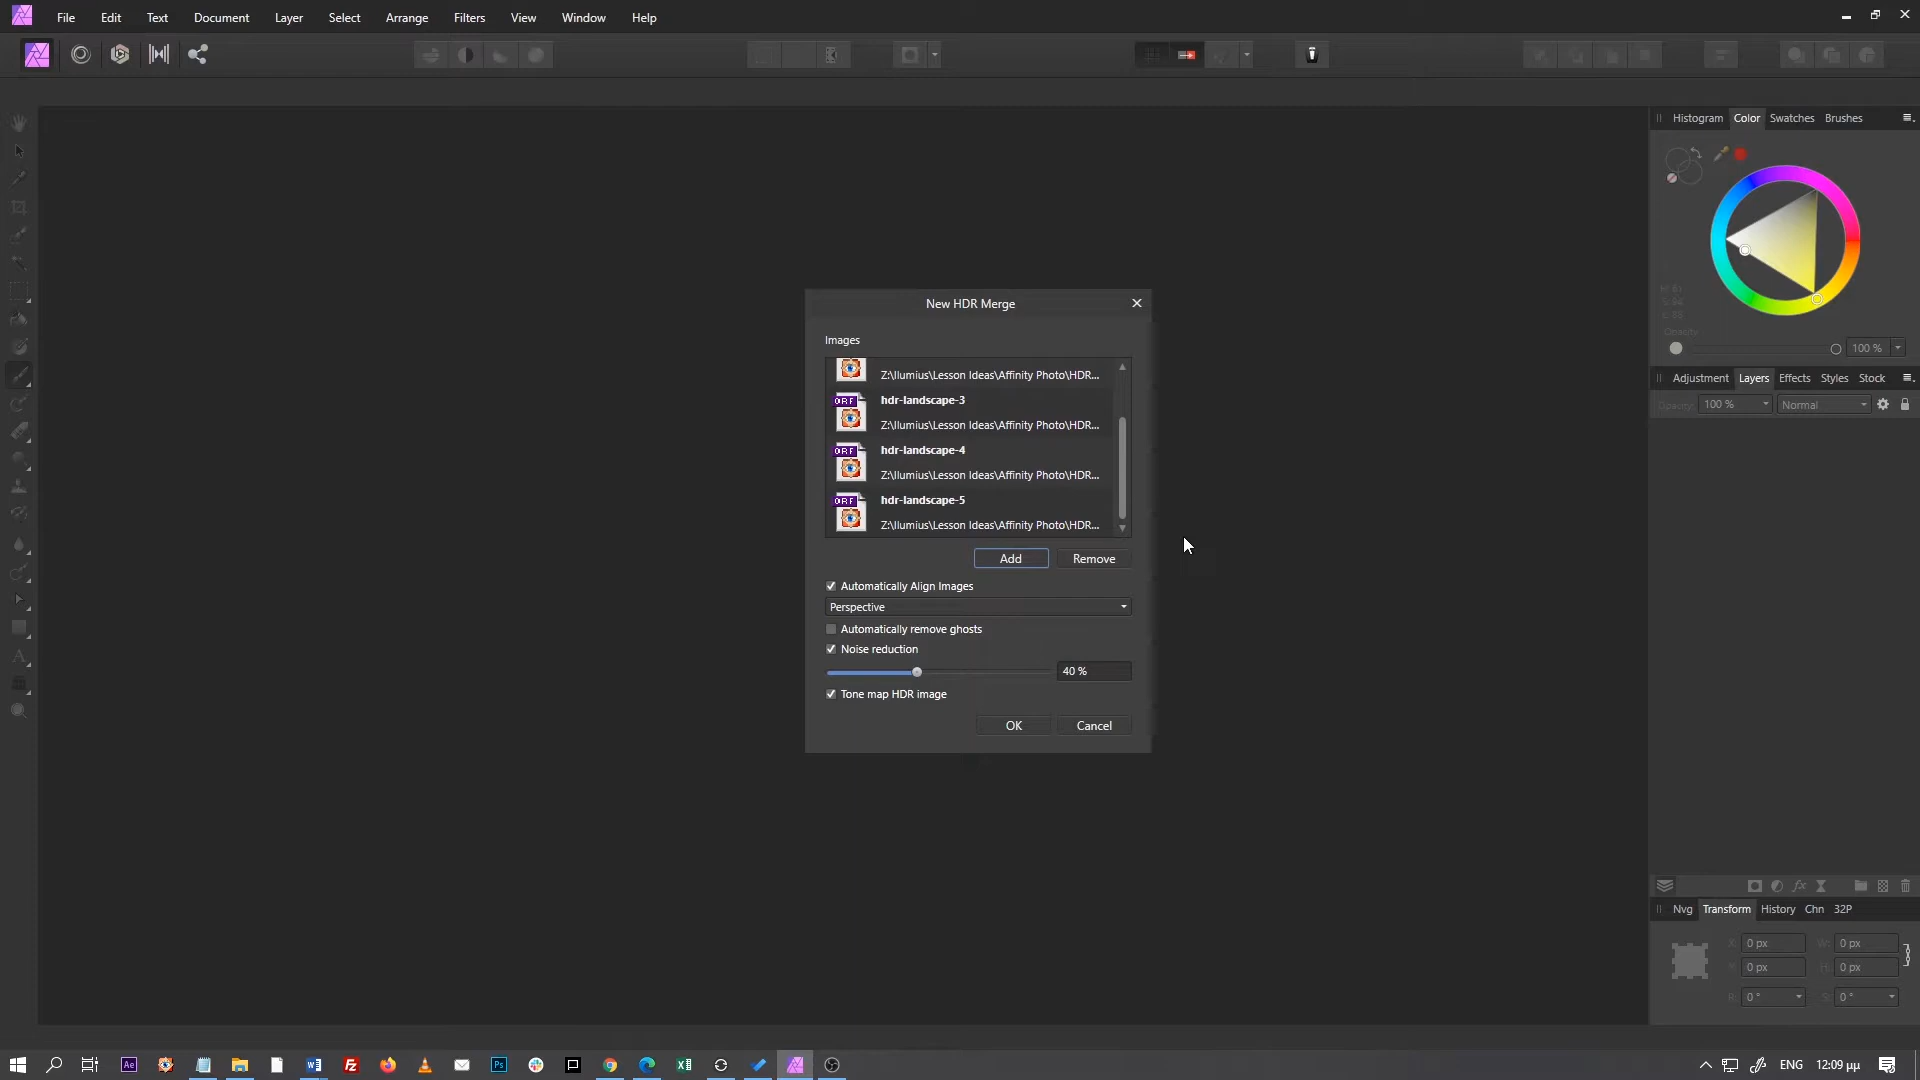 File Edit Text Document Layer Select Arrange Filters View Window Help
Histogram Color Swatches Brushes
Opacity
100 %
Adjustment Layers Effects Styles Stock
Opacity: 100 % Normal
New HDR Merge
Images
Z:\Ilumius\Lesson Ideas\Affinity Photo\HDR...
ORF hdr-landscape-3
Z:\Ilumius\Lesson Ideas\Affinity Photo\HDR...
ORF hdr-landscape-4
Z:\Ilumius\Lesson Ideas\Affinity Photo\HDR...
ORF hdr-landscape-5
Z:\Ilumius\Lesson Ideas\Affinity Photo\HDR...
Add Remove
Automatically Align Images
Perspective
Automatically remove ghosts
Noise reduction
40 %
Tone map HDR image
OK Cancel
Nvg Transform History Chn 32P
X: 0 px W: 0 px
Y: 0 px H: 0 px
R: 0 ° S: 0 °
ENG 12:09 μμ